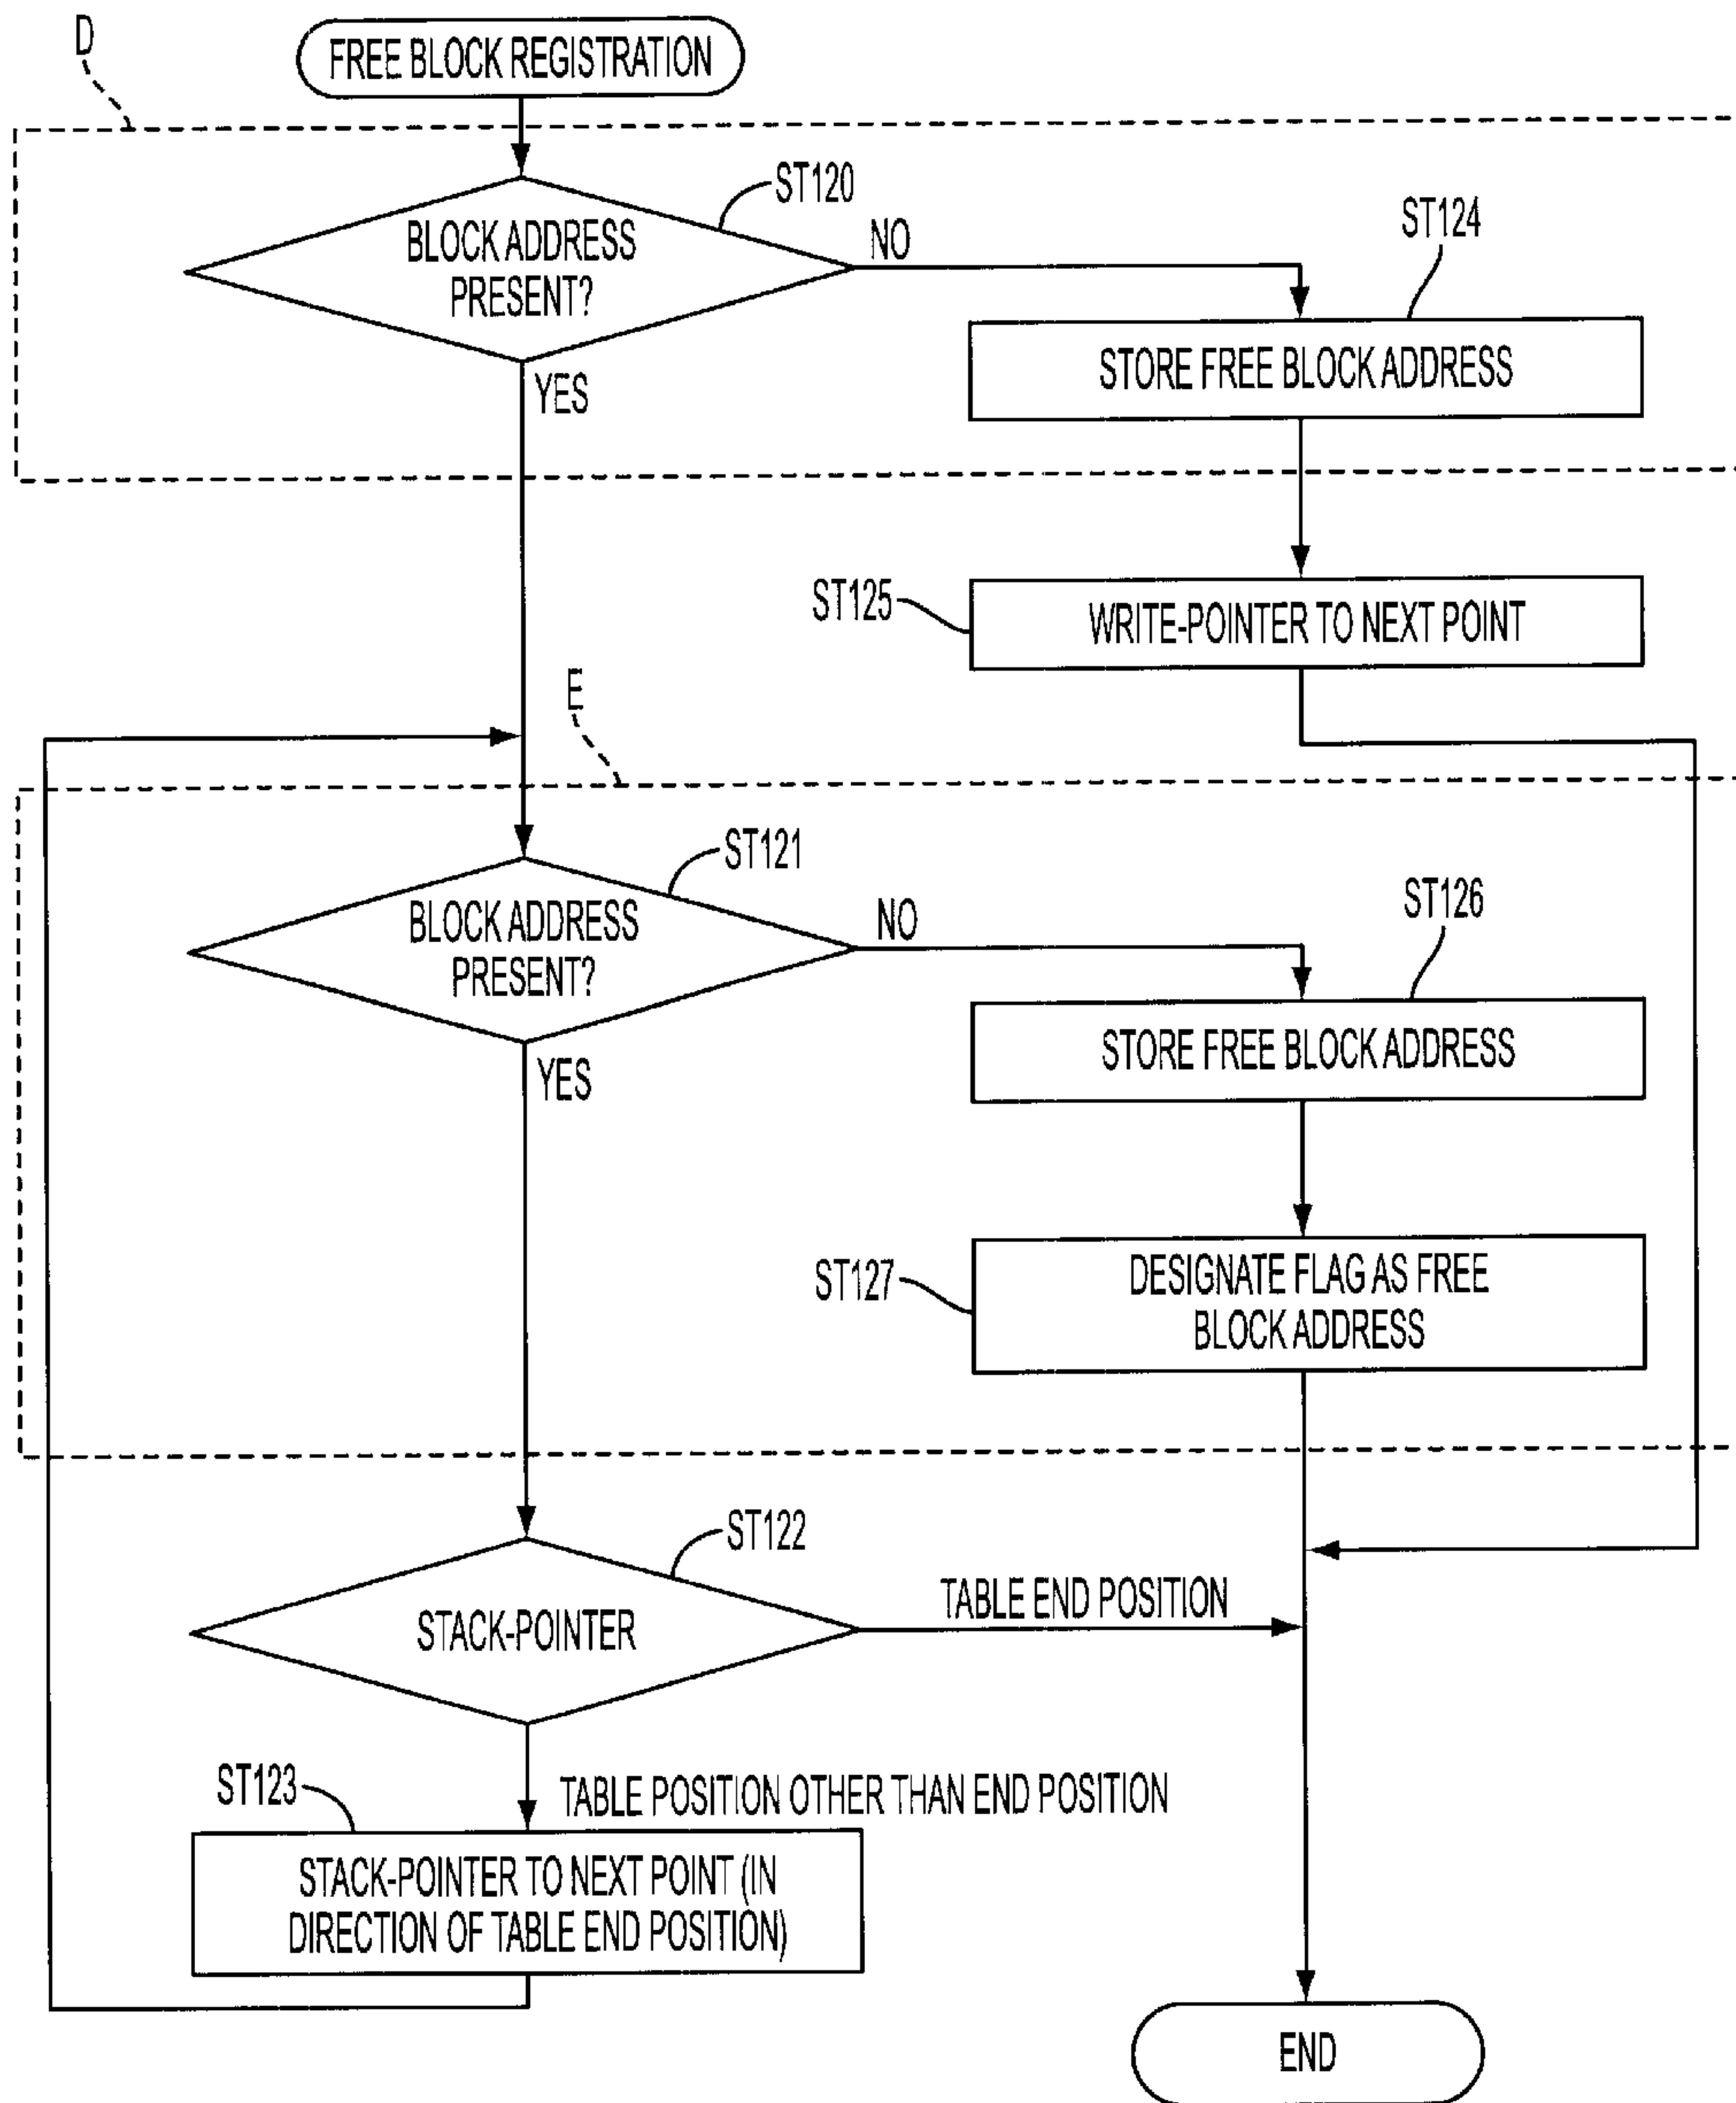 D
FREE BLOCK REGISTRATION
ST120
BLOCK ADDRESS
PRESENT?
NO
YES
ST124
STORE FREE BLOCK ADDRESS
ST125
WRITE-POINTER TO NEXT POINT
E
ST121
BLOCK ADDRESS
PRESENT?
NO
YES
ST126
STORE FREE BLOCK ADDRESS
ST127
DESIGNATE FLAG AS FREE
BLOCK ADDRESS
ST122
STACK-POINTER
TABLE END POSITION
TABLE POSITION OTHER THAN END POSITION
ST123
STACK-POINTER TO NEXT POINT (IN
DIRECTION OF TABLE END POSITION)
END